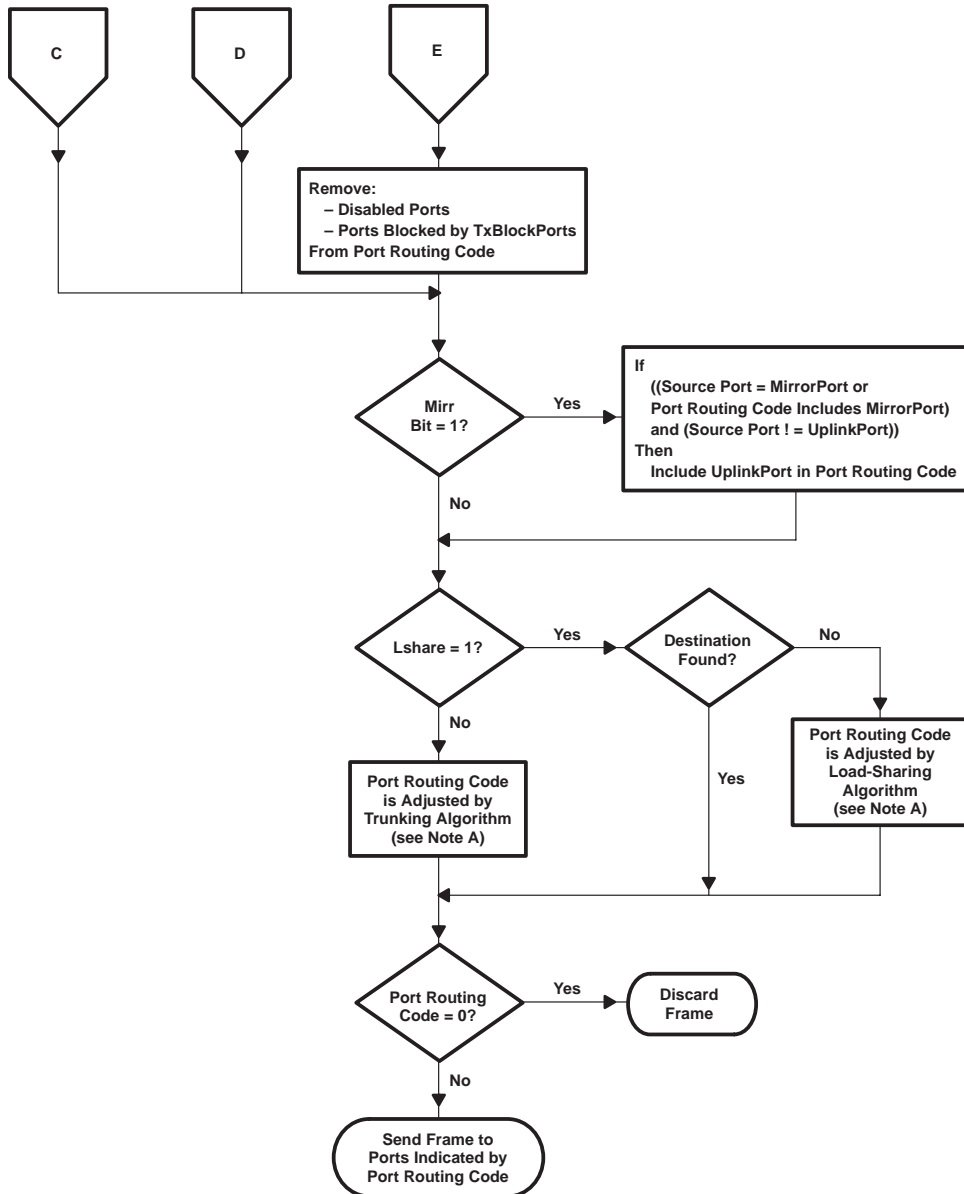 C
D
E
Remove:
– Disabled Ports
– Ports Blocked by TxBlockPorts
From Port Routing Code
Mirr
Bit = 1?
Yes
If
((Source Port = MirrorPort or
Port Routing Code Includes MirrorPort)
and (Source Port ! = UplinkPort))
Then
Include UplinkPort in Port Routing Code
No
Lshare = 1?
Yes
Destination
Found?
No
No
Port Routing Code
is Adjusted by
Trunking Algorithm
(see Note A)
Yes
Port Routing Code
is Adjusted by
Load-Sharing
Algorithm
(see Note A)
Port Routing
Code = 0?
Yes
Discard
Frame
No
Send Frame to
Ports Indicated by
Port Routing Code